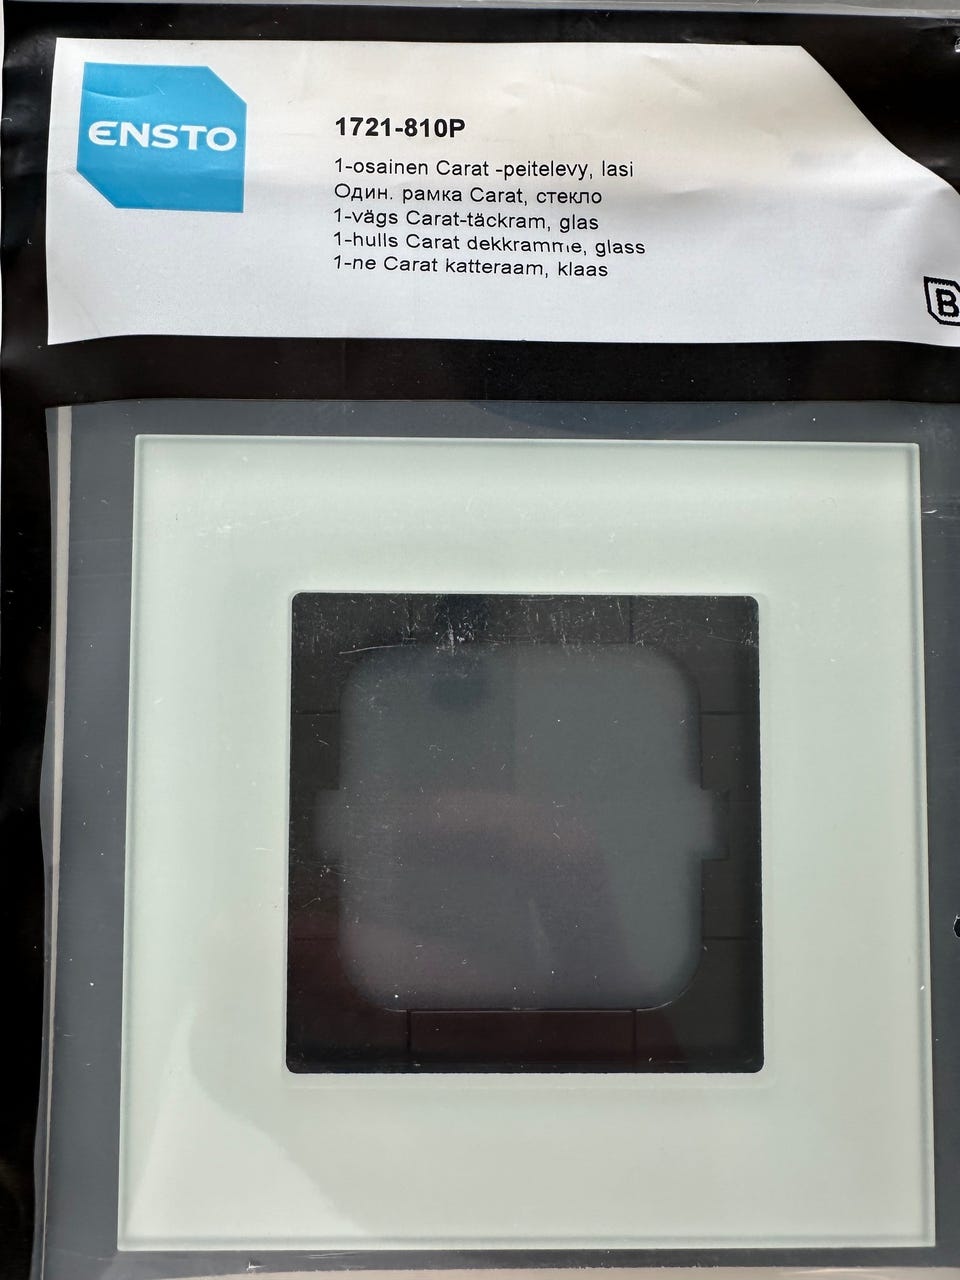 ENSTO
1721-810P
1-osainen Carat -peitelevy, lasi
Один. рамка Carat, стекло
1-vägs Carat-täckram, glas
1-hulls Carat dekkramme, glass
1-ne Carat katteraam, klaas
B